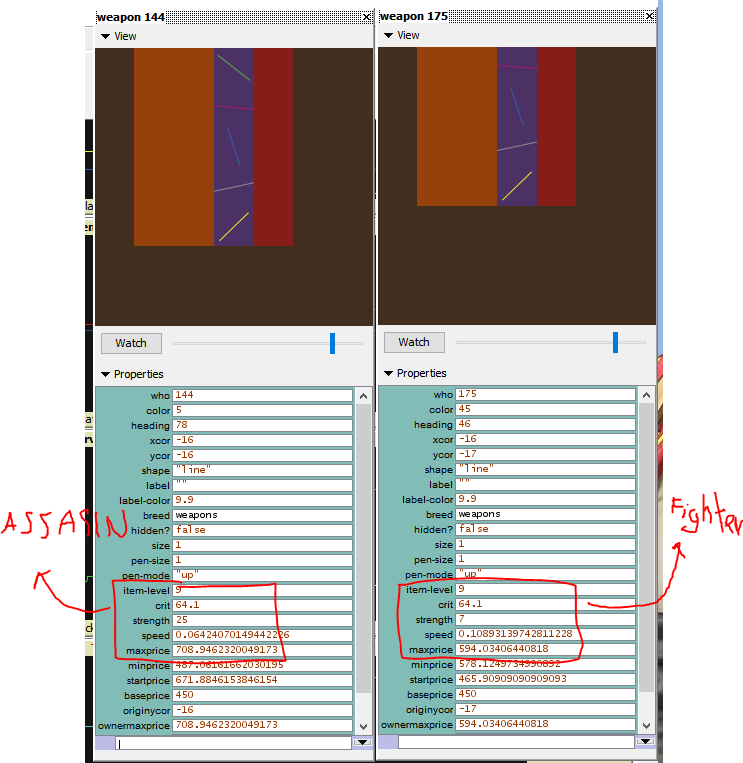 weapon 144
View
Watch
Properties
who 144
color 5
heading 78
xcor -16
ycor -16
shape "line"
label ""
label-color 9.9
breed weapons
hidden? false
size 1
pen-size 1
pen-mode "up"
item-level 9
crit 64.1
strength 25
speed 0.06424070149442226
maxprice 708.9462320049173
minprice 487.06161662030195
startprice 671.8846153846154
baseprice 450
originycor -16
ownermaxprice 708.9462320049173
ASSASIN
weapon 175
View
Watch
Properties
who 175
color 45
heading 46
xcor -16
ycor -17
shape "line"
label ""
label-color 9.9
breed weapons
hidden? false
size 1
pen-size 1
pen-mode "up"
item-level 9
crit 64.1
strength 7
speed 0.10893139742811228
maxprice 594.03406440818
minprice 578.1249734990892
startprice 465.90909090909093
baseprice 450
originycor -17
ownermaxprice 594.03406440818
Fighter